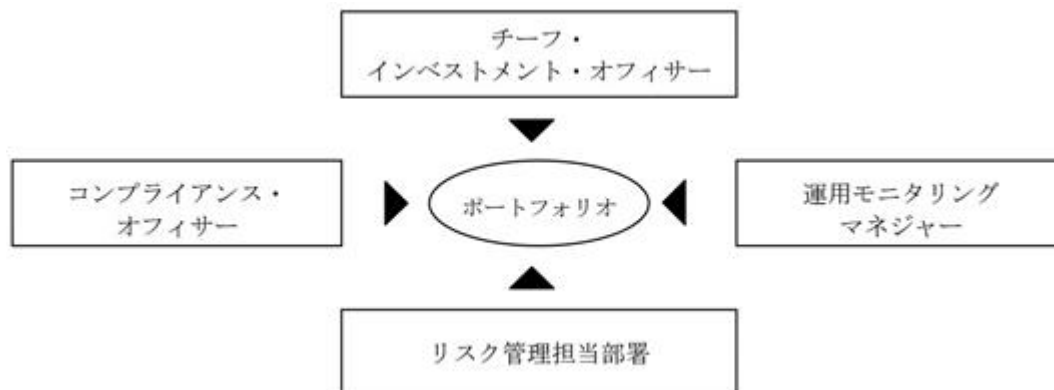 チーフ・
インベストメント・オフィサー
コンプライアンス・
オフィサー
ポートフォリオ
運用モニタリング
マネジャー
リスク管理担当部署